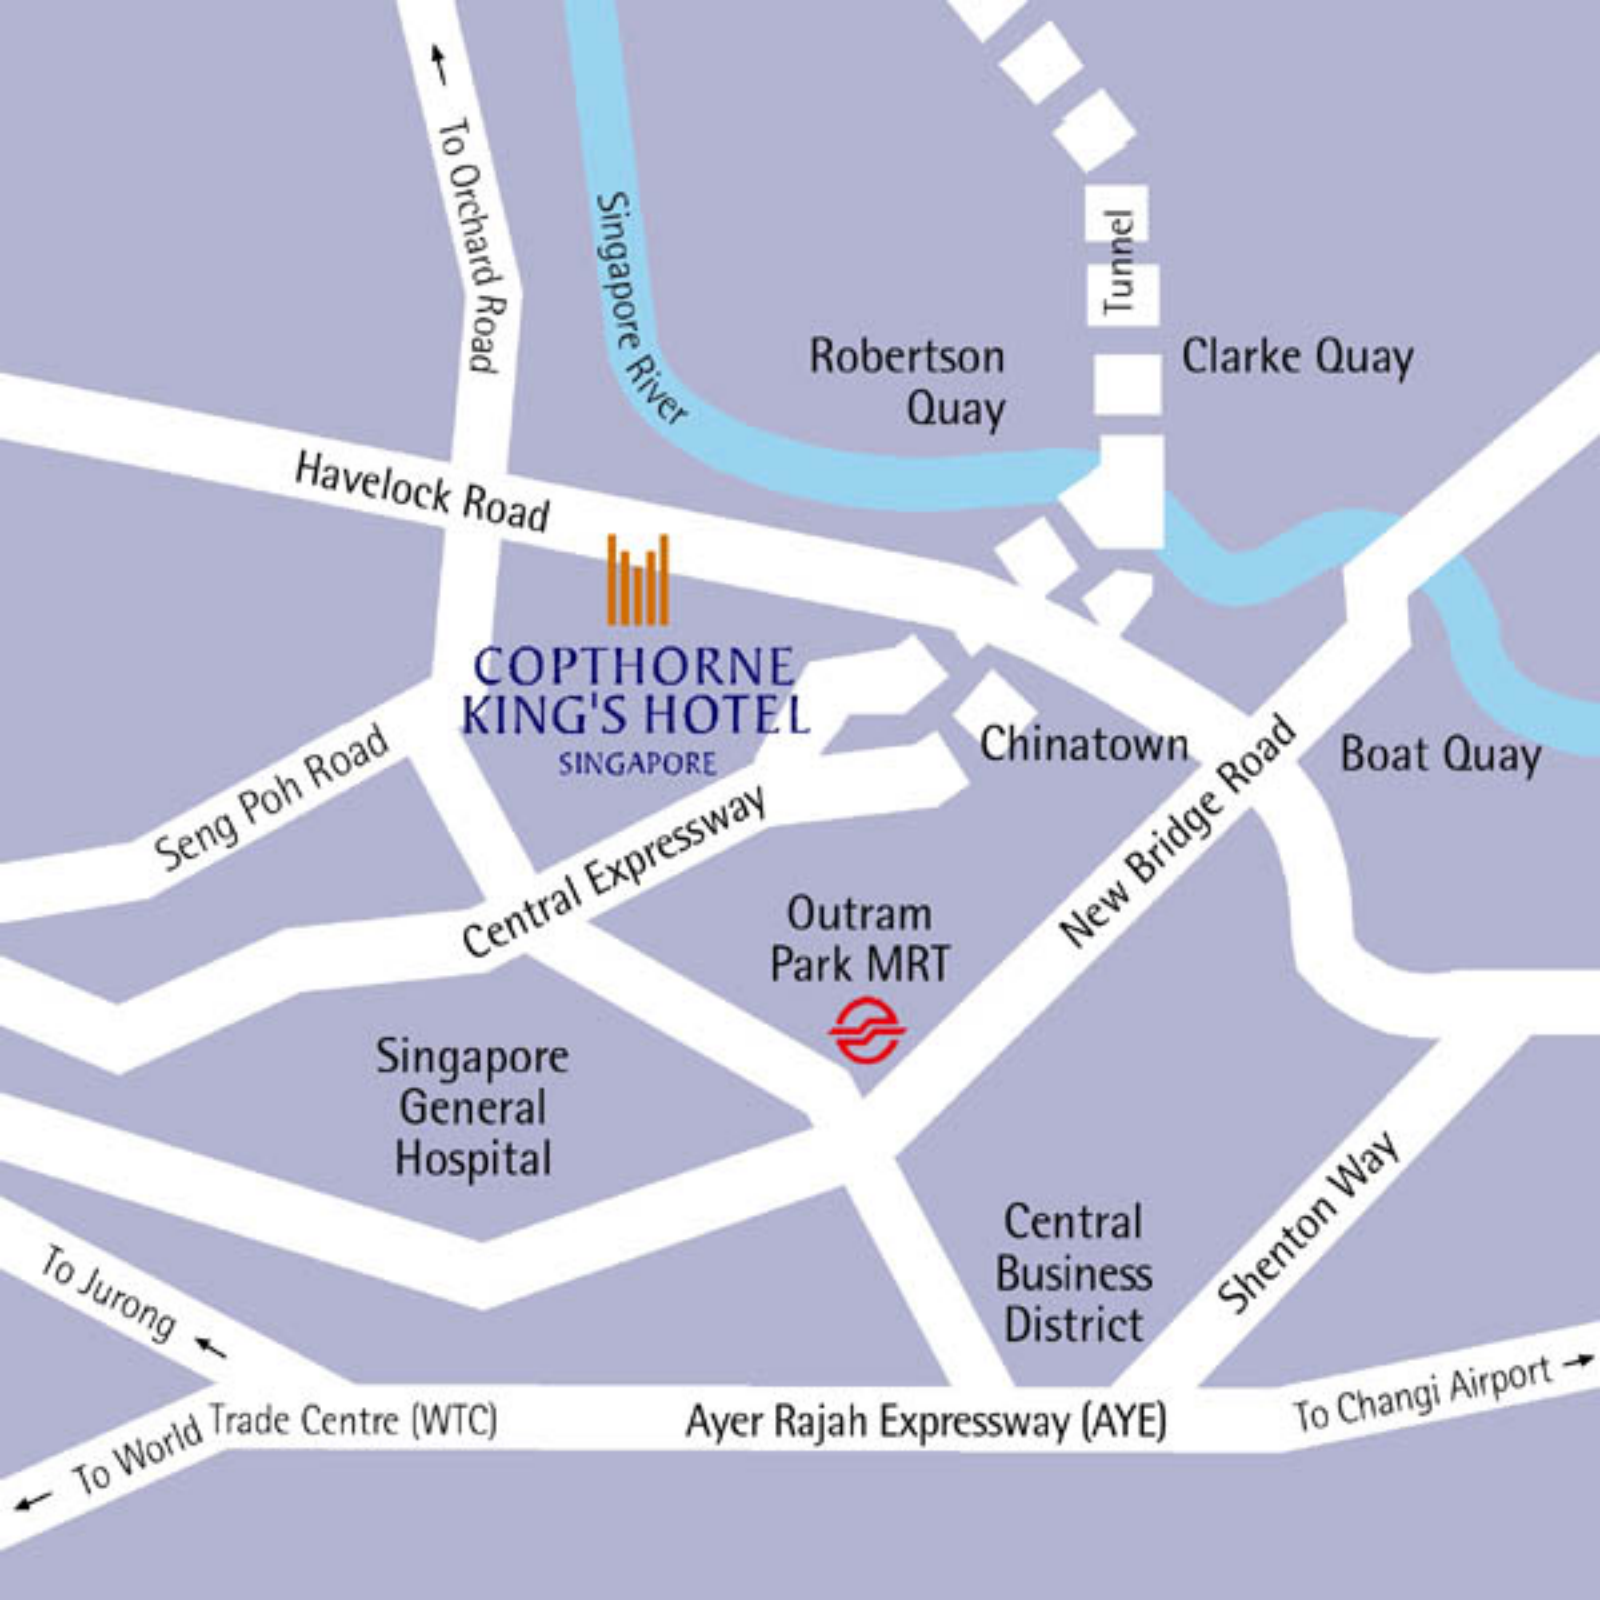 To Orchard Road
Singapore River
Tunnel
Robertson
Quay
Clarke Quay
Havelock Road
COPTHORNE
KING'S HOTEL
SINGAPORE
Chinatown
Boat Quay
Seng Poh Road
Central Expressway
New Bridge Road
Outram
Park MRT
Singapore
General
Hospital
Central
Business
District
Shenton Way
To Jurong
To World Trade Centre (WTC)
Ayer Rajah Expressway (AYE)
To Changi Airport